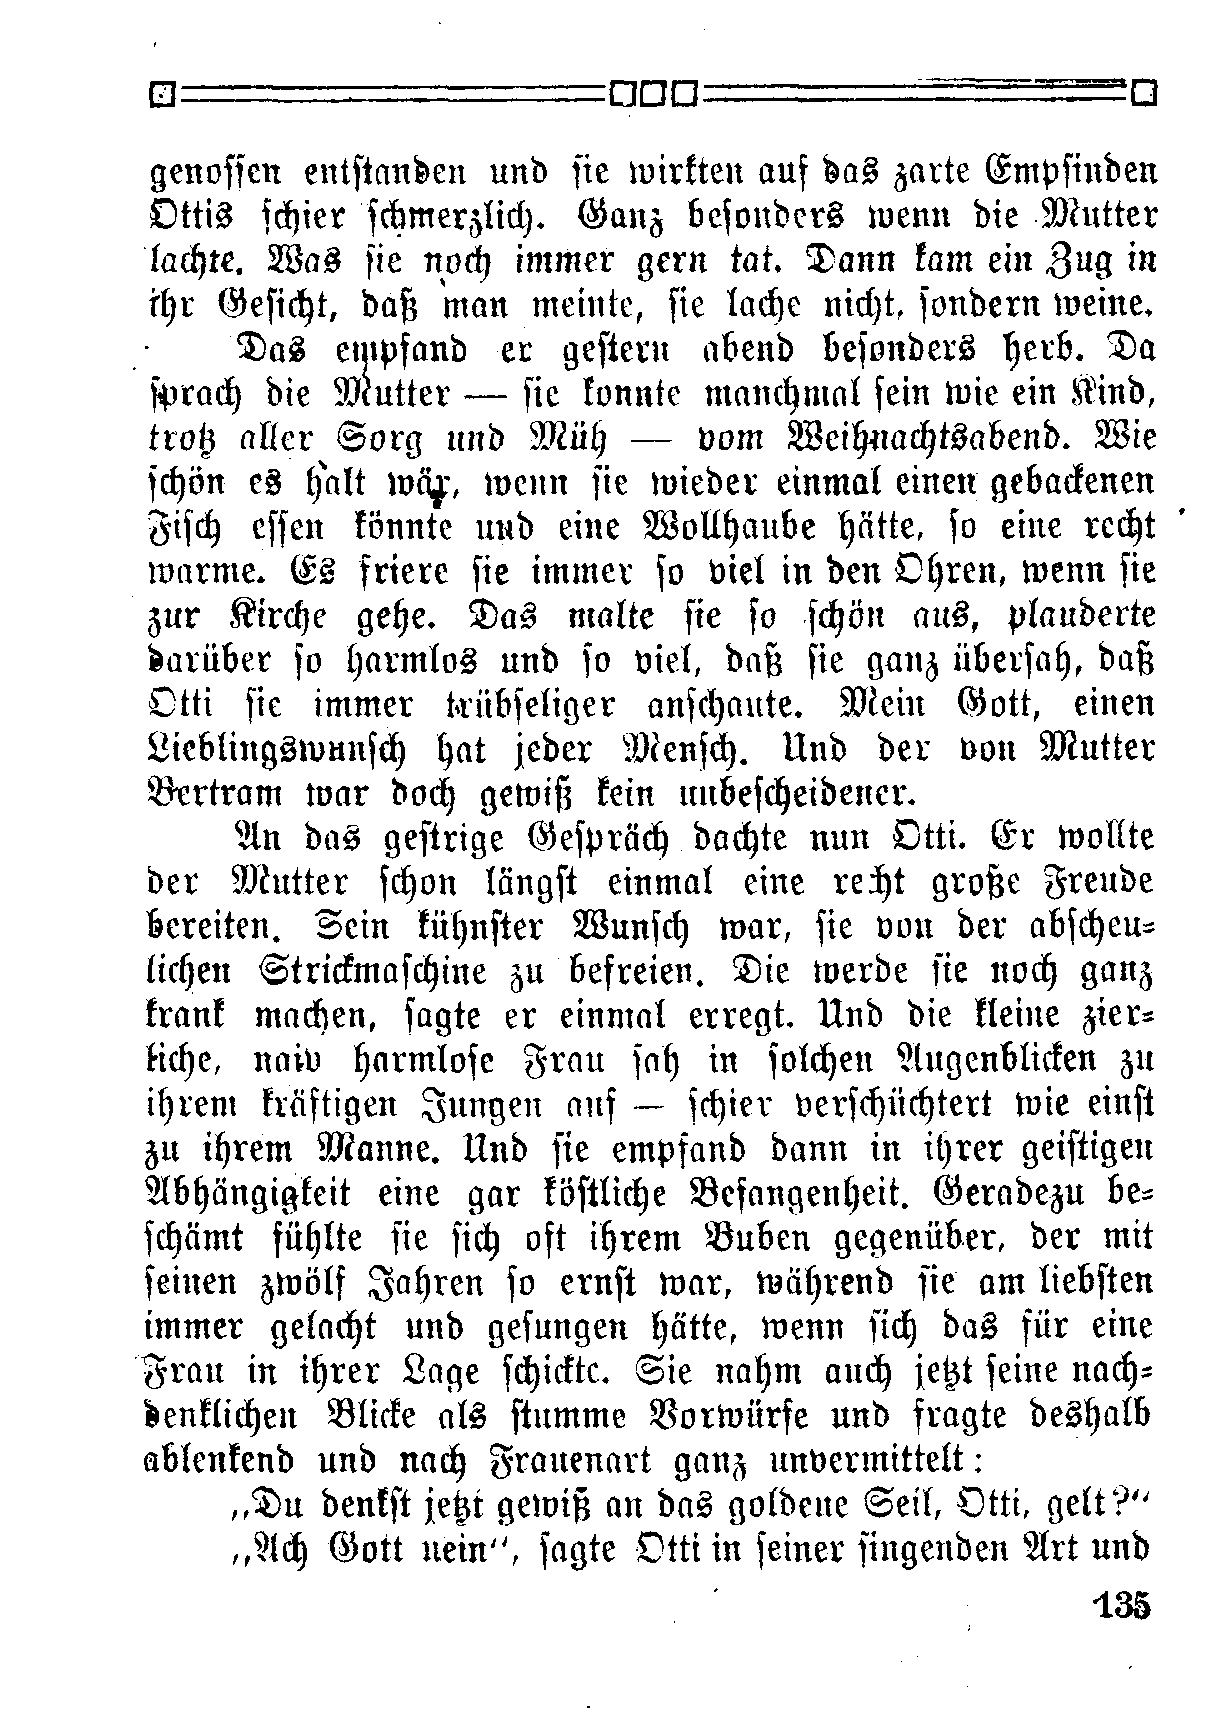 genossen entstanden und sie wirkten auf das zarte Empfinden
Ottis schier schmerzlich. Ganz besonders wenn die Mutter
lachte. Was sie noch immer gern tat. Dann kam ein Zug in
ihr Gesicht, daß man meinte, sie lache nicht, sondern weine.
Das empfand er gestern abend besonders herb. Da
sprach die Mutter — sie konnte manchmal sein wie ein Kind,
trotz aller Sorg und Müh — vom Weihnachtsabend. Wie
schön es halt wär, wenn sie wieder einmal einen gebackenen
Fisch essen könnte und eine Wollhaube hätte, so eine recht
warme. Es friere sie immer so viel in den Ohren, wenn sie
zur Kirche gehe. Das malte sie so schön aus, plauderte
darüber so harmlos und so viel, daß sie ganz übersah, daß
Otti sie immer trübseliger anschaute. Mein Gott, einen
Lieblingswunsch hat jeder Mensch. Und der von Mutter
Bertram war doch gewiß kein unbescheidener.
An das gestrige Gespräch dachte nun Otti. Er wollte
der Mutter schon längst einmal eine recht große Freude
bereiten. Sein kühnster Wunsch war, sie von der abscheu-
lichen Strickmaschine zu befreien. Die werde sie noch ganz
krank machen, sagte er einmal erregt. Und die kleine zier-
liche, naiv harmlose Frau sah in solchen Augenblicken zu
ihrem kräftigen Jungen auf — schier verschüchtert wie einst
zu ihrem Manne. Und sie empfand dann in ihrer geistigen
Abhängigkeit eine gar köstliche Befangenheit. Geradezu be-
schämt fühlte sie sich oft ihrem Buben gegenüber, der mit
seinen zwölf Jahren so ernst war, während sie am liebsten
immer gelacht und gesungen hätte, wenn sich das für eine
Frau in ihrer Lage schickte. Sie nahm auch jetzt seine nach-
denklichen Blicke als stumme Vorwürfe und fragte deshalb
ablenkend und nach Frauenart ganz unvermittelt:
„Du denkst jetzt gewiß an das goldene Seil, Otti, gelt?“
„Ach Gott nein“, sagte Otti in seiner singenden Art und
135